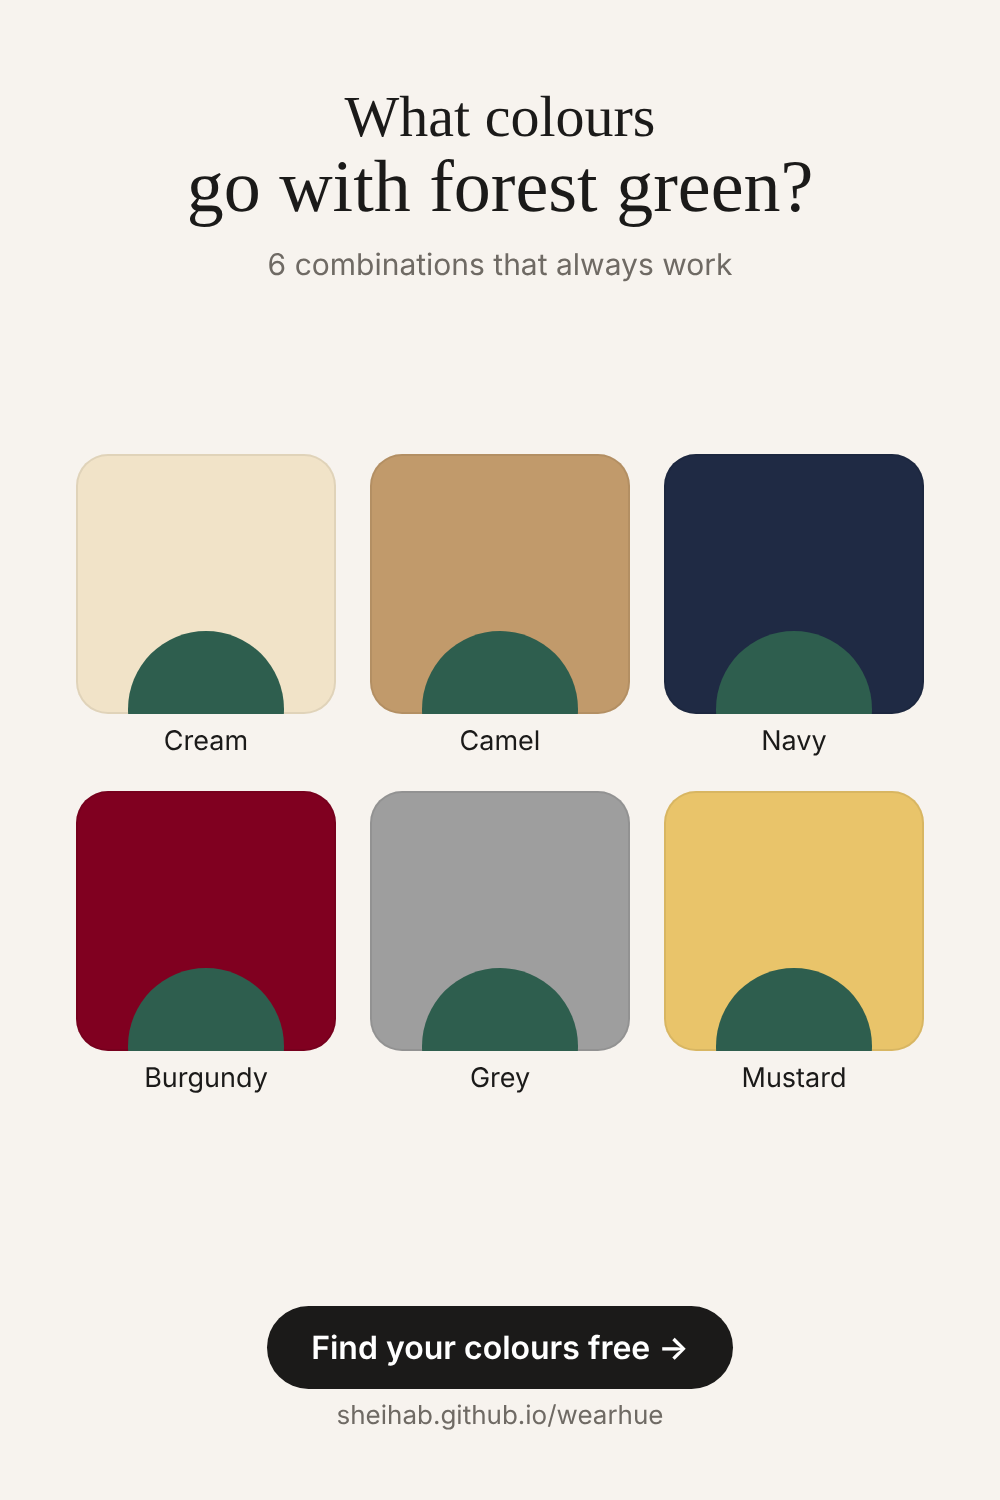 What colours
go with forest green?
6 combinations that always work
Cream
Camel
Navy
Burgundy
Grey
Mustard
Find your colours free →
sheihab.github.io/wearhue